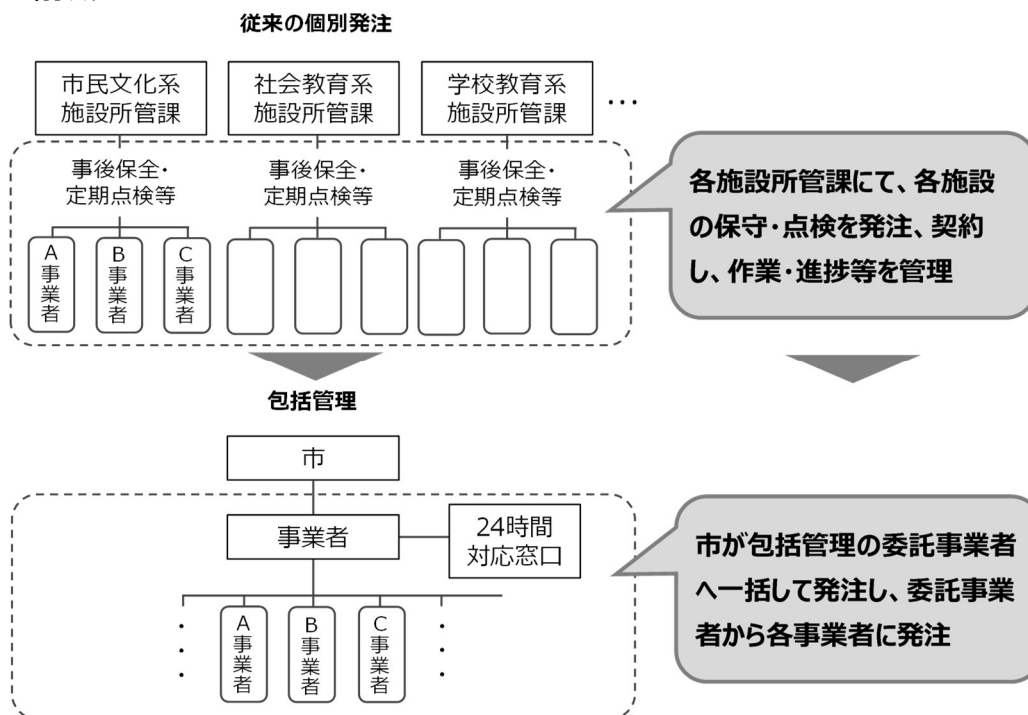 従来の個別発注
市民文化系
施設所管課
社会教育系
施設所管課
学校教育系
施設所管課
…
事後保全・
定期点検等
事後保全・
定期点検等
事後保全・
定期点検等
A事業者
B事業者
C事業者
各施設所管課にて、各施設
の保守・点検を発注、契約
し、作業・進捗等を管理
包括管理
市
事業者
24時間
対応窓口
A事業者
B事業者
C事業者
市が包括管理の委託事業者
へ一括して発注し、委託事業
者から各事業者に発注